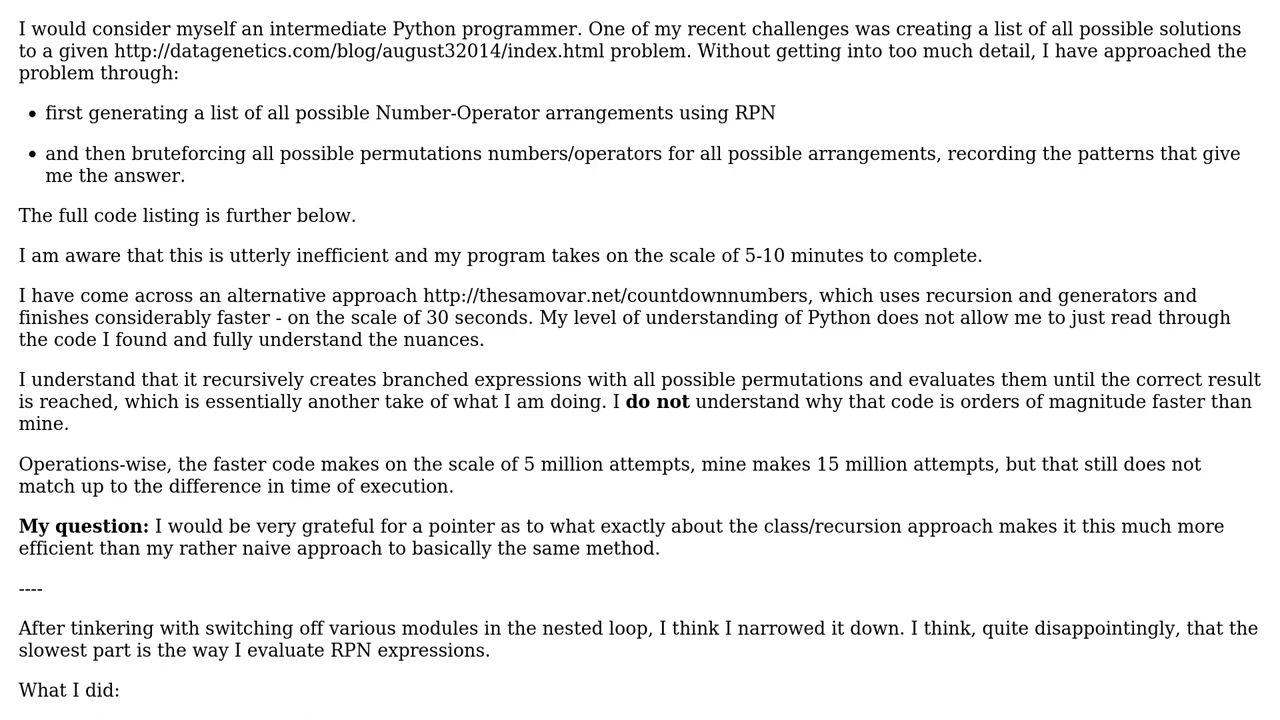 I would consider myself an intermediate Python programmer. One of my recent challenges was creating a list of all possible solutions
to a given http://datagenetics.com/blog/august32014/index.html problem. Without getting into too much detail, I have approached the
problem through:
• first generating a list of all possible Number-Operator arrangements using RPN
• and then bruteforcing all possible permutations numbers/operators for all possible arrangements, recording the patterns that give
me the answer.
The full code listing is further below.
I am aware that this is utterly inefficient and my program takes on the scale of 5-10 minutes to complete.
I have come across an alternative approach http://thesamovar.net/countdownnumbers, which uses recursion and generators and
finishes considerably faster - on the scale of 30 seconds. My level of understanding of Python does not allow me to just read through
the code I found and fully understand the nuances.
I understand that it recursively creates branched expressions with all possible permutations and evaluates them until the correct result
is reached, which is essentially another take of what I am doing. I do not understand why that code is orders of magnitude faster than
mine.
Operations-wise, the faster code makes on the scale of 5 million attempts, mine makes 15 million attempts, but that still does not
match up to the difference in time of execution.
My question: I would be very grateful for a pointer as to what exactly about the class/recursion approach makes it this much more
efficient than my rather naive approach to basically the same method.
----
After tinkering with switching off various modules in the nested loop, I think I narrowed it down. I think, quite disappointingly, that the
slowest part is the way I evaluate RPN expressions.
What I did: